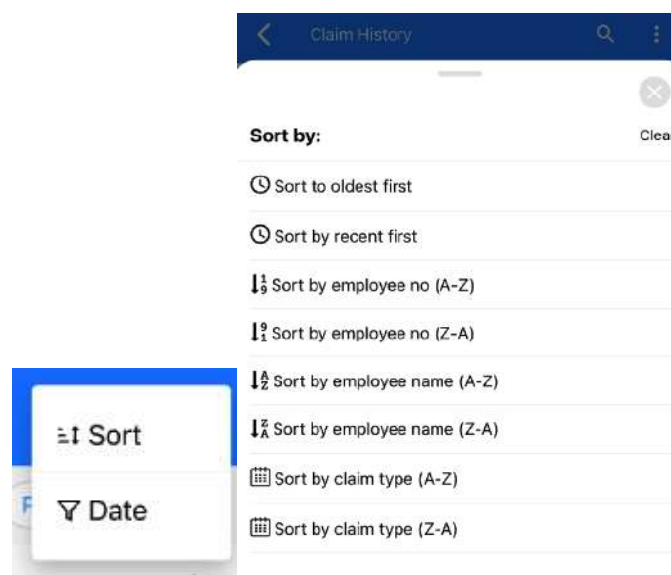 Claim History
Sort by:
Clea
Sort to oldest first
Sort by recent first
Sort by employee no (A-Z)
Sort by employee no (Z-A)
Sort by employee name (A-Z)
Sort by employee name (Z-A)
Sort by claim type (A-Z)
Sort by claim type (Z-A)
Sort
Date